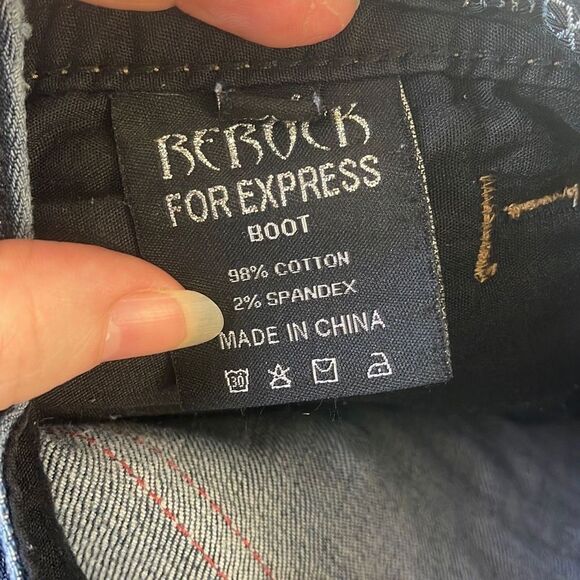 REROCK
FOR EXPRESS
BOOT
98% COTTON
2% SPANDEX
MADE IN CHINA
30